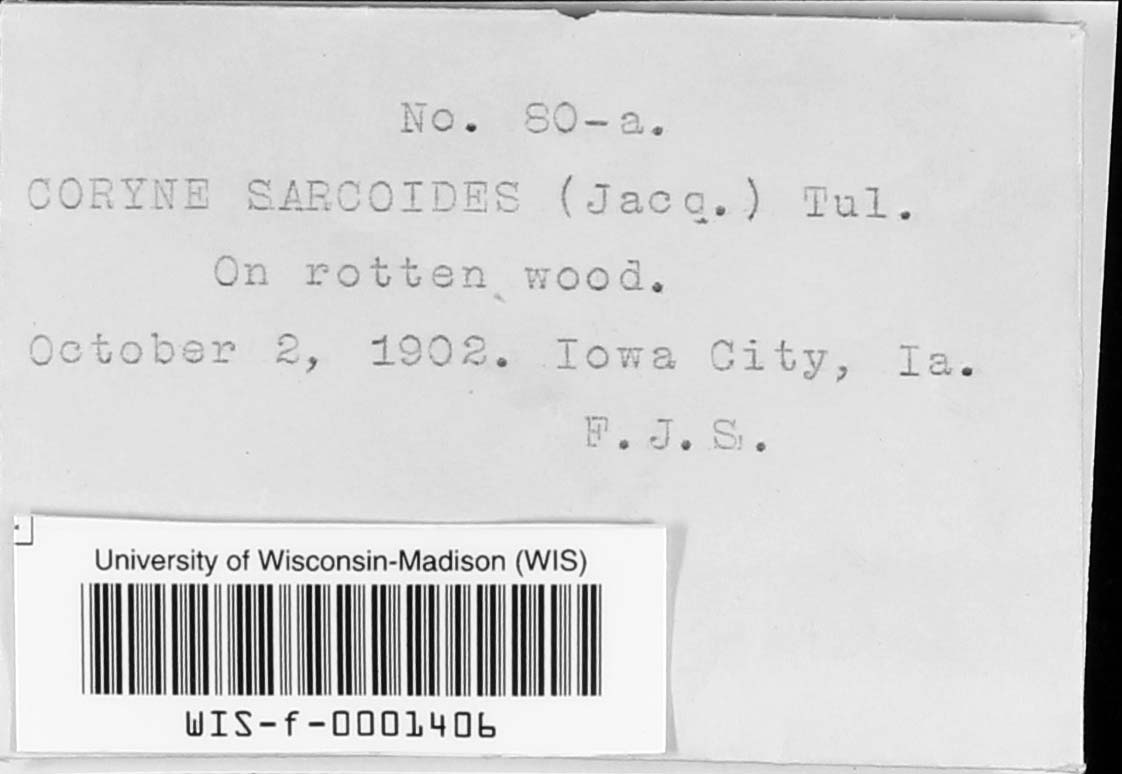 No. 80-a.
CORYNE SARCOIDES (Jacq.) Tul.
On rotten wood.
October 2, 1902. Iowa City, Ia.
F.J.S.
University of Wisconsin-Madison (WIS)
WIS-f-0001406